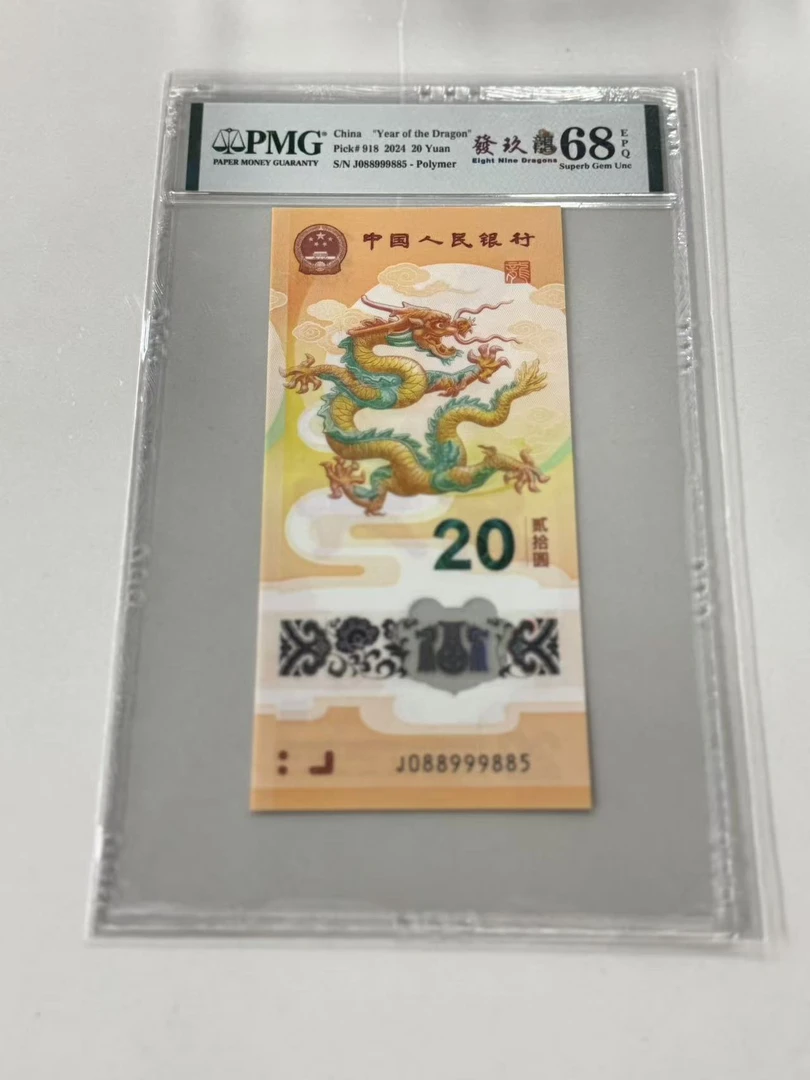 PMG
PAPER MONEY GUARANTY
China "Year of the Dragon"
Pick# 918 2024 20 Yuan
S/N J088999885 - Polymer
發玖龍
Eight Nine Dragons
68
EPQ
Superb Gem Unc
中国人民银行
龍
20
贰拾圆
J088999885